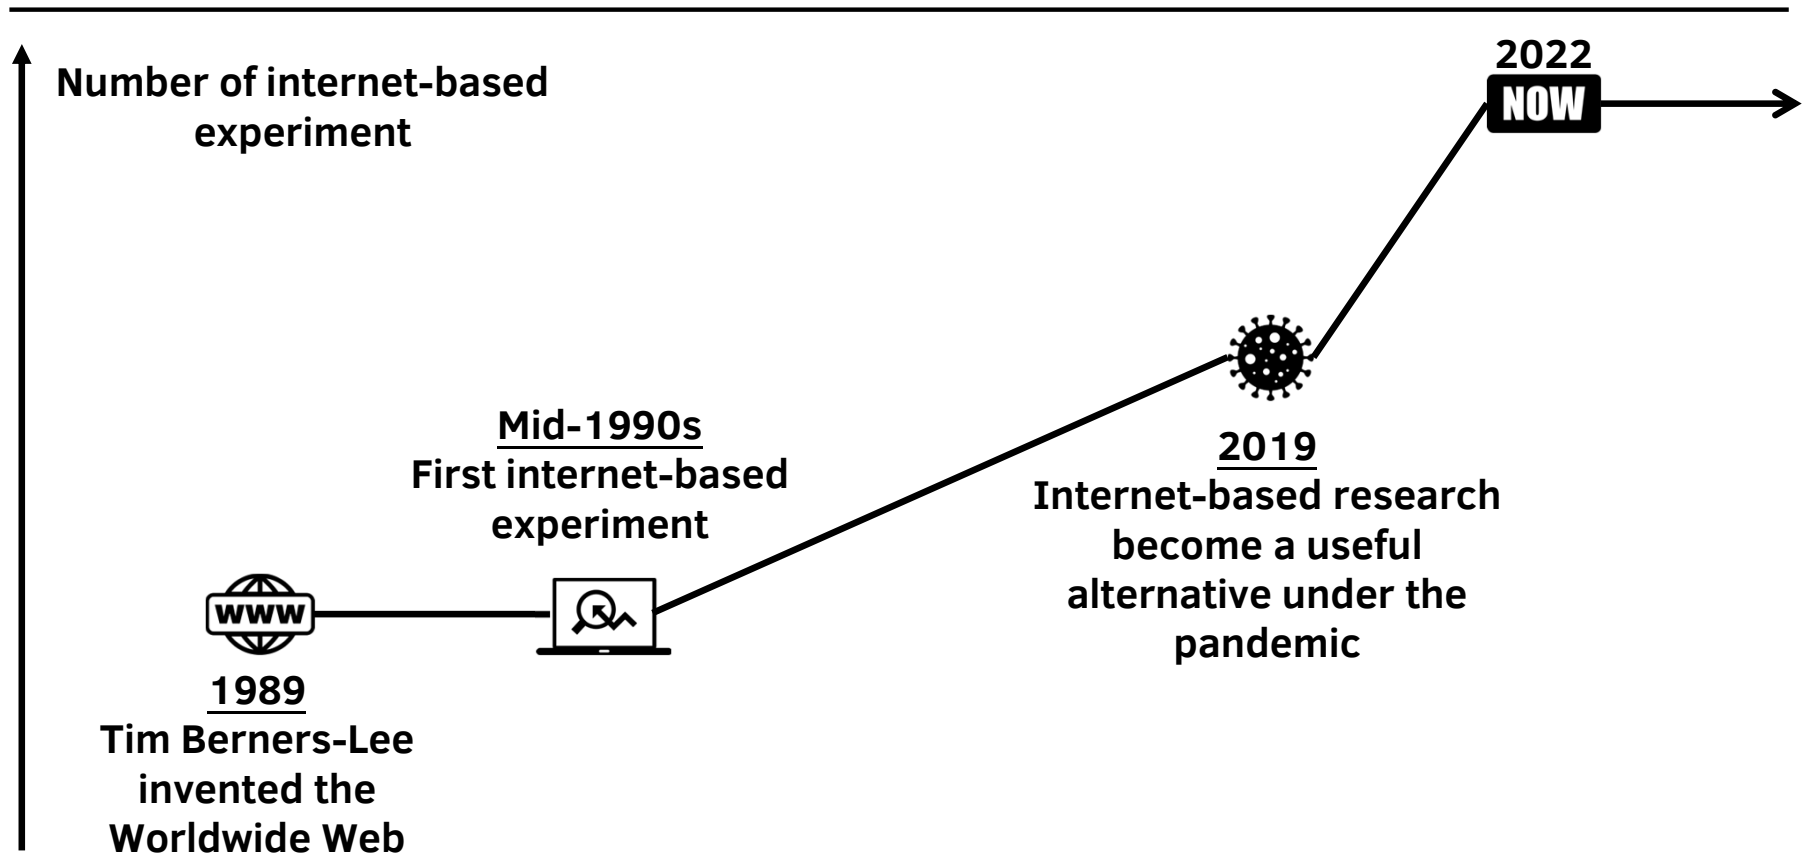 Number of internet-based
experiment
2022
NOW
Mid-1990s
First internet-based
experiment
2019
Internet-based research
become a useful
alternative under the
pandemic
WWW
1989
Tim Berners-Lee
invented the
Worldwide Web